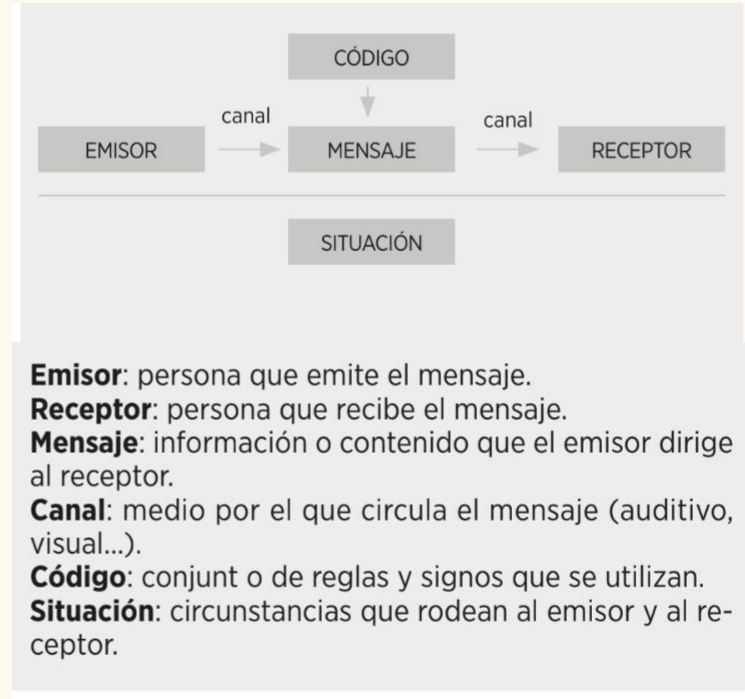 CÓDIGO
canal
canal
EMISOR
MENSAJE
RECEPTOR
SITUACIÓN
Emisor: persona que emite el mensaje.
Receptor: persona que recibe el mensaje.
Mensaje: información o contenido que el emisor dirige
al receptor.
Canal: medio por el que circula el mensaje (auditivo,
visual...).
Código: conjunt o de reglas y signos que se utilizan.
Situación: circunstancias que rodean al emisor y al re-
ceptor.